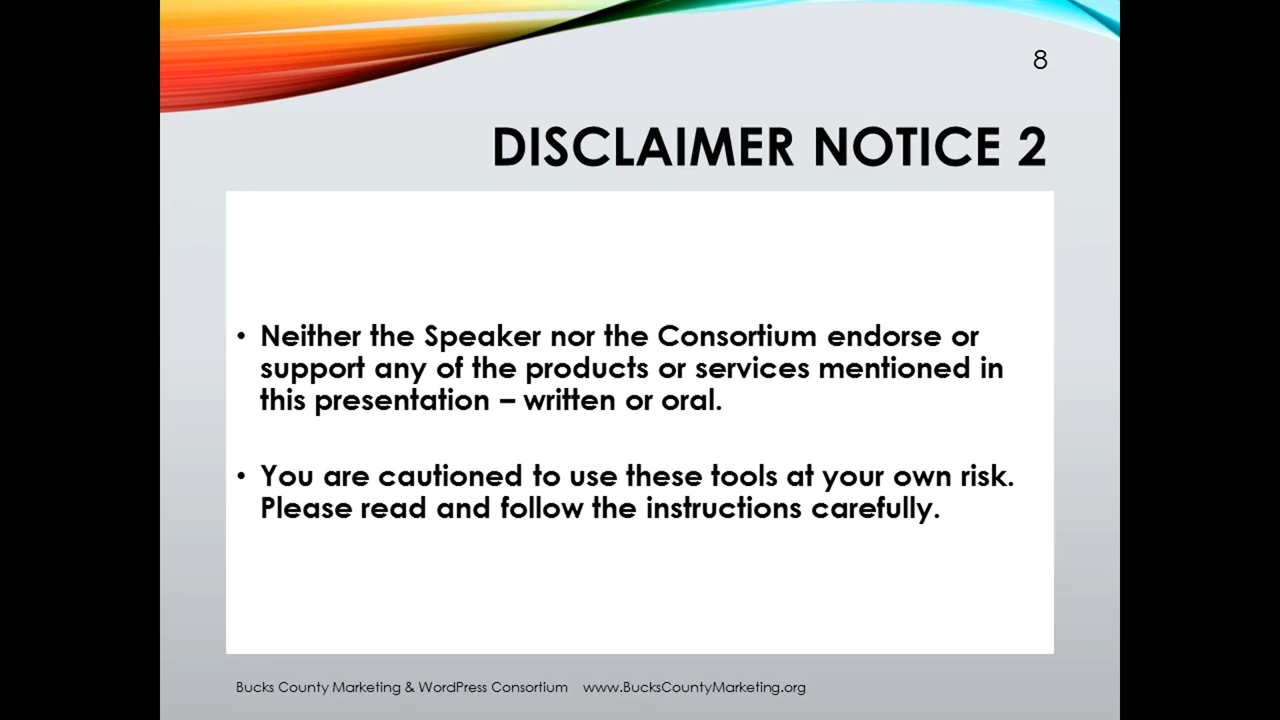 8
DISCLAIMER NOTICE 2
• Neither the Speaker nor the Consortium endorse or
support any of the products or services mentioned in
this presentation – written or oral.
• You are cautioned to use these tools at your own risk.
Please read and follow the instructions carefully.
Bucks County Marketing & WordPress Consortium www.BucksCountyMarketing.org